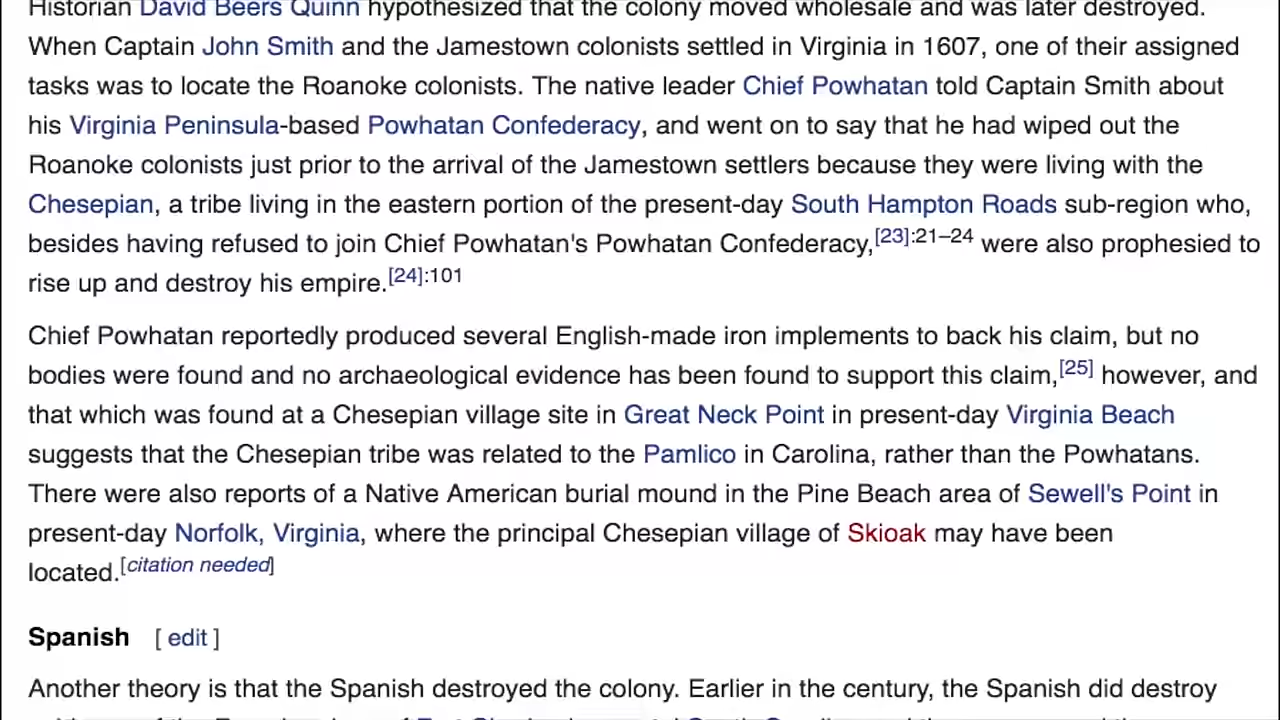 Historian David Beers Quinn hypothesized that the colony moved wholesale and was later destroyed.
When Captain John Smith and the Jamestown colonists settled in Virginia in 1607, one of their assigned
tasks was to locate the Roanoke colonists. The native leader Chief Powhatan told Captain Smith about
his Virginia Peninsula-based Powhatan Confederacy, and went on to say that he had wiped out the
Roanoke colonists just prior to the arrival of the Jamestown settlers because they were living with the
Chesepian, a tribe living in the eastern portion of the present-day South Hampton Roads sub-region who,
besides having refused to join Chief Powhatan's Powhatan Confederacy,[23]:21–24 were also prophesied to
rise up and destroy his empire.[24]:101
Chief Powhatan reportedly produced several English-made iron implements to back his claim, but no
bodies were found and no archaeological evidence has been found to support this claim,[25] however, and
that which was found at a Chesepian village site in Great Neck Point in present-day Virginia Beach
suggests that the Chesepian tribe was related to the Pamlico in Carolina, rather than the Powhatans.
There were also reports of a Native American burial mound in the Pine Beach area of Sewell's Point in
present-day Norfolk, Virginia, where the principal Chesepian village of Skioak may have been
located.[citation needed]
Spanish [ edit ]
Another theory is that the Spanish destroyed the colony. Earlier in the century, the Spanish did destroy